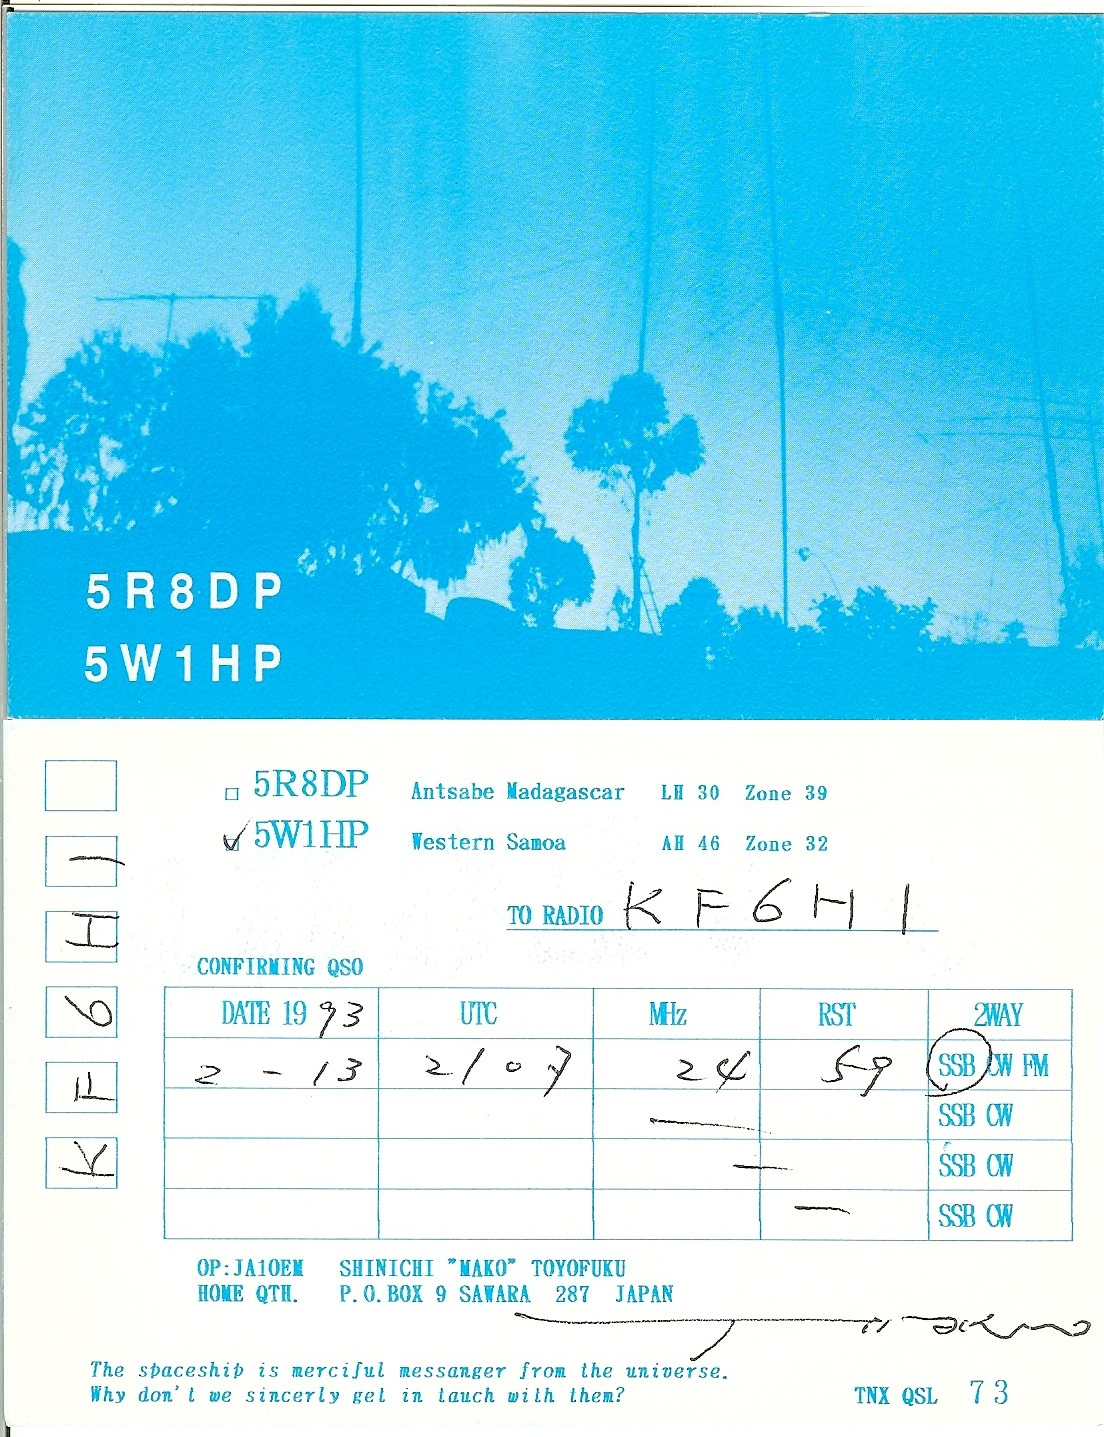 5R8DP
5W1HP
5R8DP Antsabe Madagascar LH 30 Zone 39
✓ 5W1HP Western Samoa AH 46 Zone 32
TO RADIO KF6HI
CONFIRMING QSO
DATE 1993 UTC MHz RST 2WAY
2 - 13 2107 24 59 SSB CW FM
SSB CW
SSB CW
SSB CW
KF6HI
OP:JA1OEM SHINICHI "MAKO" TOYOFUKU
HOME QTH. P.O.BOX 9 SAWARA 287 JAPAN
The spaceship is merciful messanger from the universe.
Why don't we sincerly get in tauch with them?
TNX QSL 73